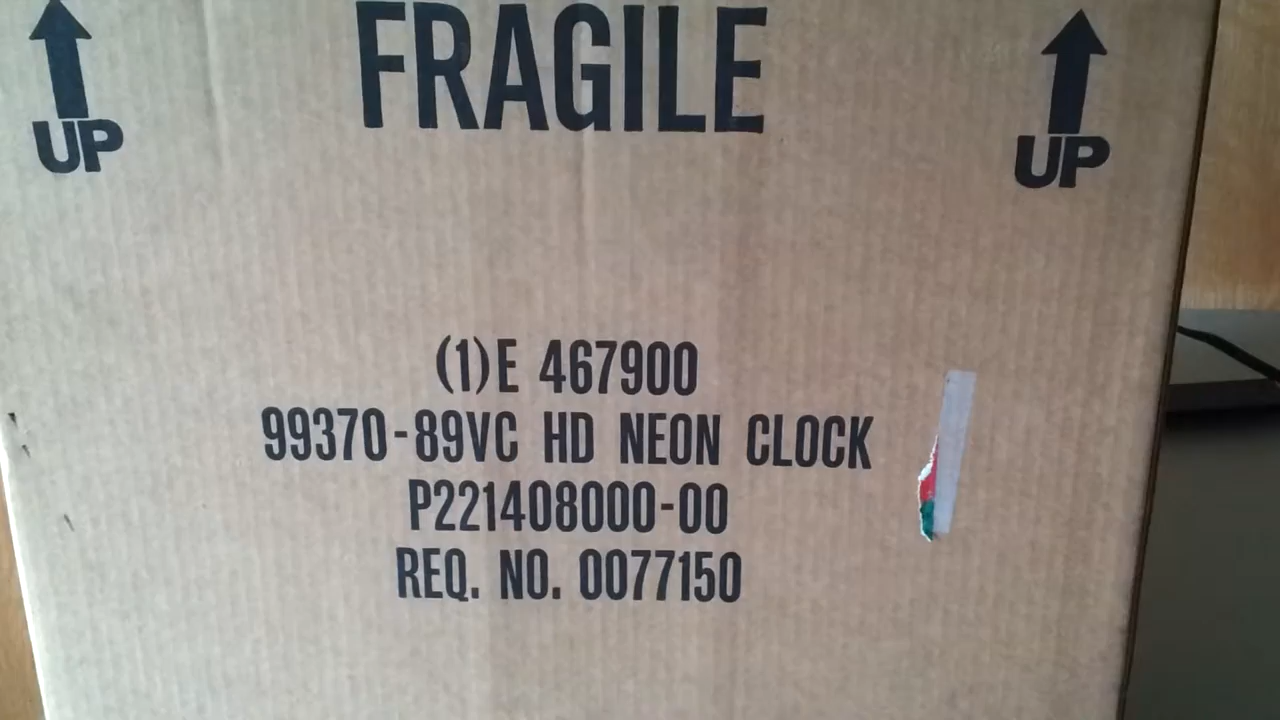 FRAGILE
UP
UP
(1)E 467900
99370-89VC HD NEON CLOCK
P221408000-00
REQ. NO. 0077150